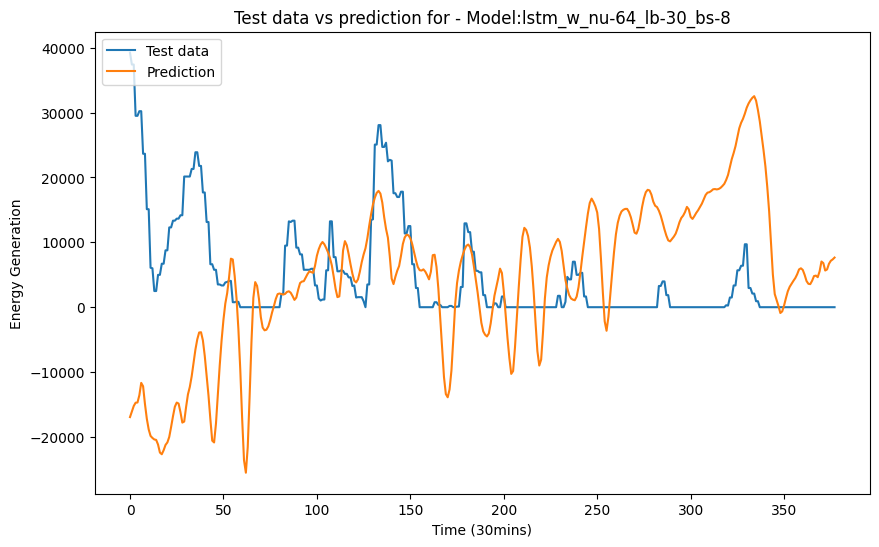 Test data vs prediction for - Model:lstm_w_nu-64_lb-30_bs-8
Test data
Prediction
Energy Generation
40000
30000
20000
10000
0
−10000
−20000
0 50 100 150 200 250 300 350
Time (30mins)